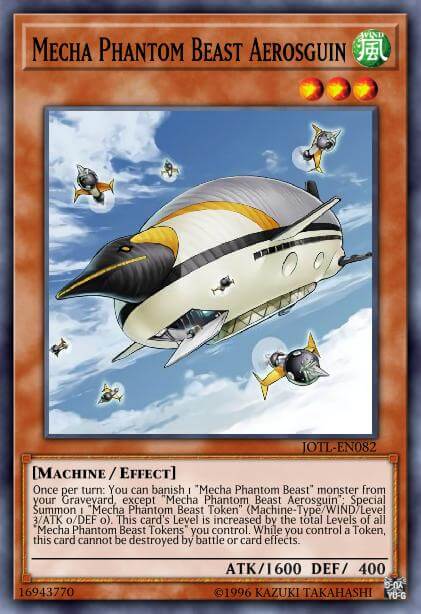 Mecha Phantom Beast Aerosguin
WIND
風
JOTL-EN082
[Machine / Effect]
Once per turn: You can banish 1 "Mecha Phantom Beast" monster from
your Graveyard, except "Mecha Phantom Beast Aerosguin"; Special
Summon 1 "Mecha Phantom Beast Token" (Machine-Type/WIND/Level
3/ATK 0/DEF 0). This card's Level is increased by the total Levels of all
"Mecha Phantom Beast Tokens" you control. While you control a Token,
this card cannot be destroyed by battle or card effects.
ATK/1600 DEF/ 400
16943770
©1996 KAZUKI TAKAHASHI